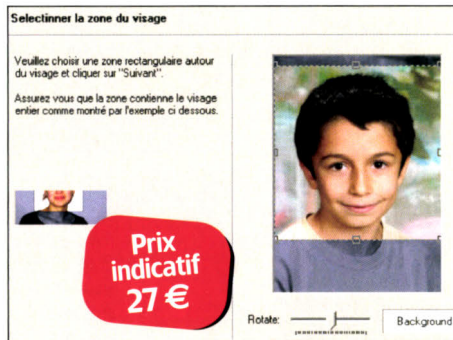 Selectinner la zone du visage
Veuillez choisir une zone rectangulaire autour
du visage et cliquer sur "Suivant".
Assurez vous que la zone contienne le visage
entier comme montré par l'exemple ci dessous.
Prix
indicatif
27 €
Rotate:
Background